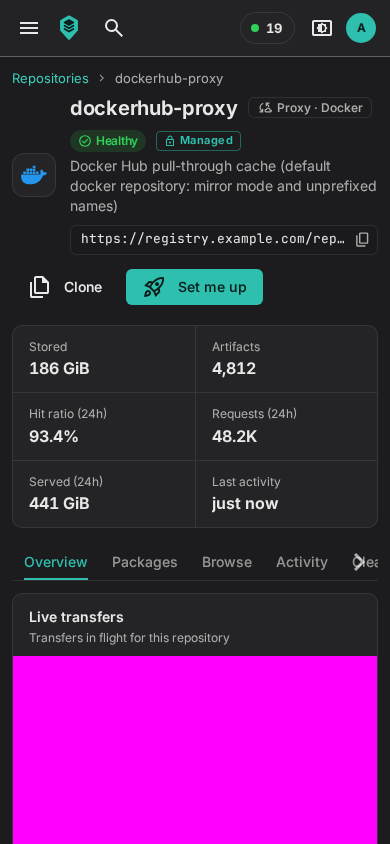 19
A
Repositories > dockerhub-proxy
dockerhub-proxy
Proxy · Docker
Healthy
Managed
Docker Hub pull-through cache (default
docker repository: mirror mode and unprefixed
names)
https://registry.example.com/rep…
Clone
Set me up
Stored
186 GiB
Artifacts
4,812
Hit ratio (24h)
93.4%
Requests (24h)
48.2K
Served (24h)
441 GiB
Last activity
just now
Overview Packages Browse Activity
Live transfers
Transfers in flight for this repository